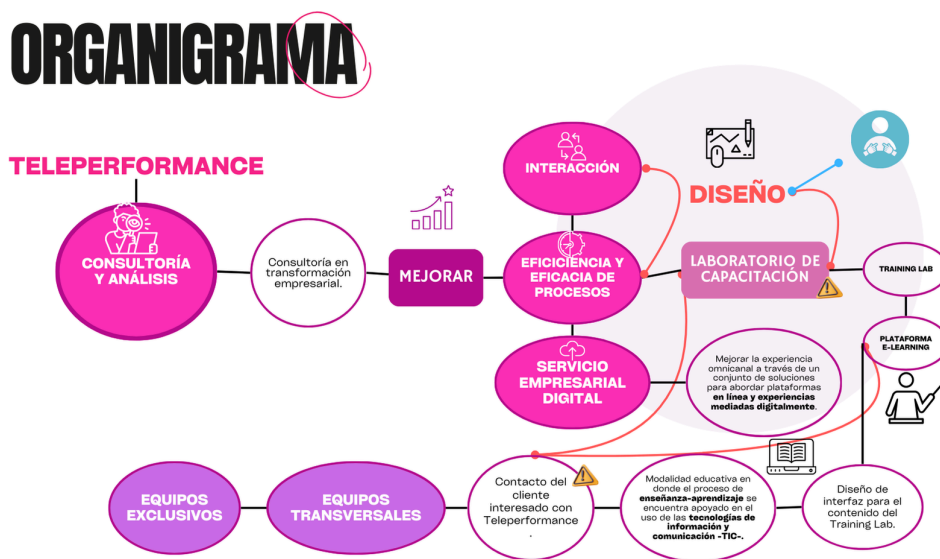 ORGANIGRAMA
TELEPERFORMANCE
CONSULTORÍA
Y ANÁLISIS
Consultoría en
transformación
empresarial.
MEJORAR
INTERACCIÓN
EFICICIENCIA Y
EFICACIA DE
PROCESOS
SERVICIO
EMPRESARIAL
DIGITAL
DISEÑO
LABORATORIO DE
CAPACITACIÓN
TRAINING LAB
PLATAFORMA
E-LEARNING
Mejorar la experiencia
omnicanal a través de un
conjunto de soluciones
para abordar plataformas
en línea y experiencias
mediadas digitalmente.
EQUIPOS
EXCLUSIVOS
EQUIPOS
TRANSVERSALES
Contacto del
cliente
interesado con
Teleperformance
.
Modalidad educativa en
donde el proceso de
enseñanza-aprendizaje se
encuentra apoyado en el
uso de las tecnologías de
información y
comunicación -TIC-.
Diseño de
interfaz para el
contenido del
Training Lab.